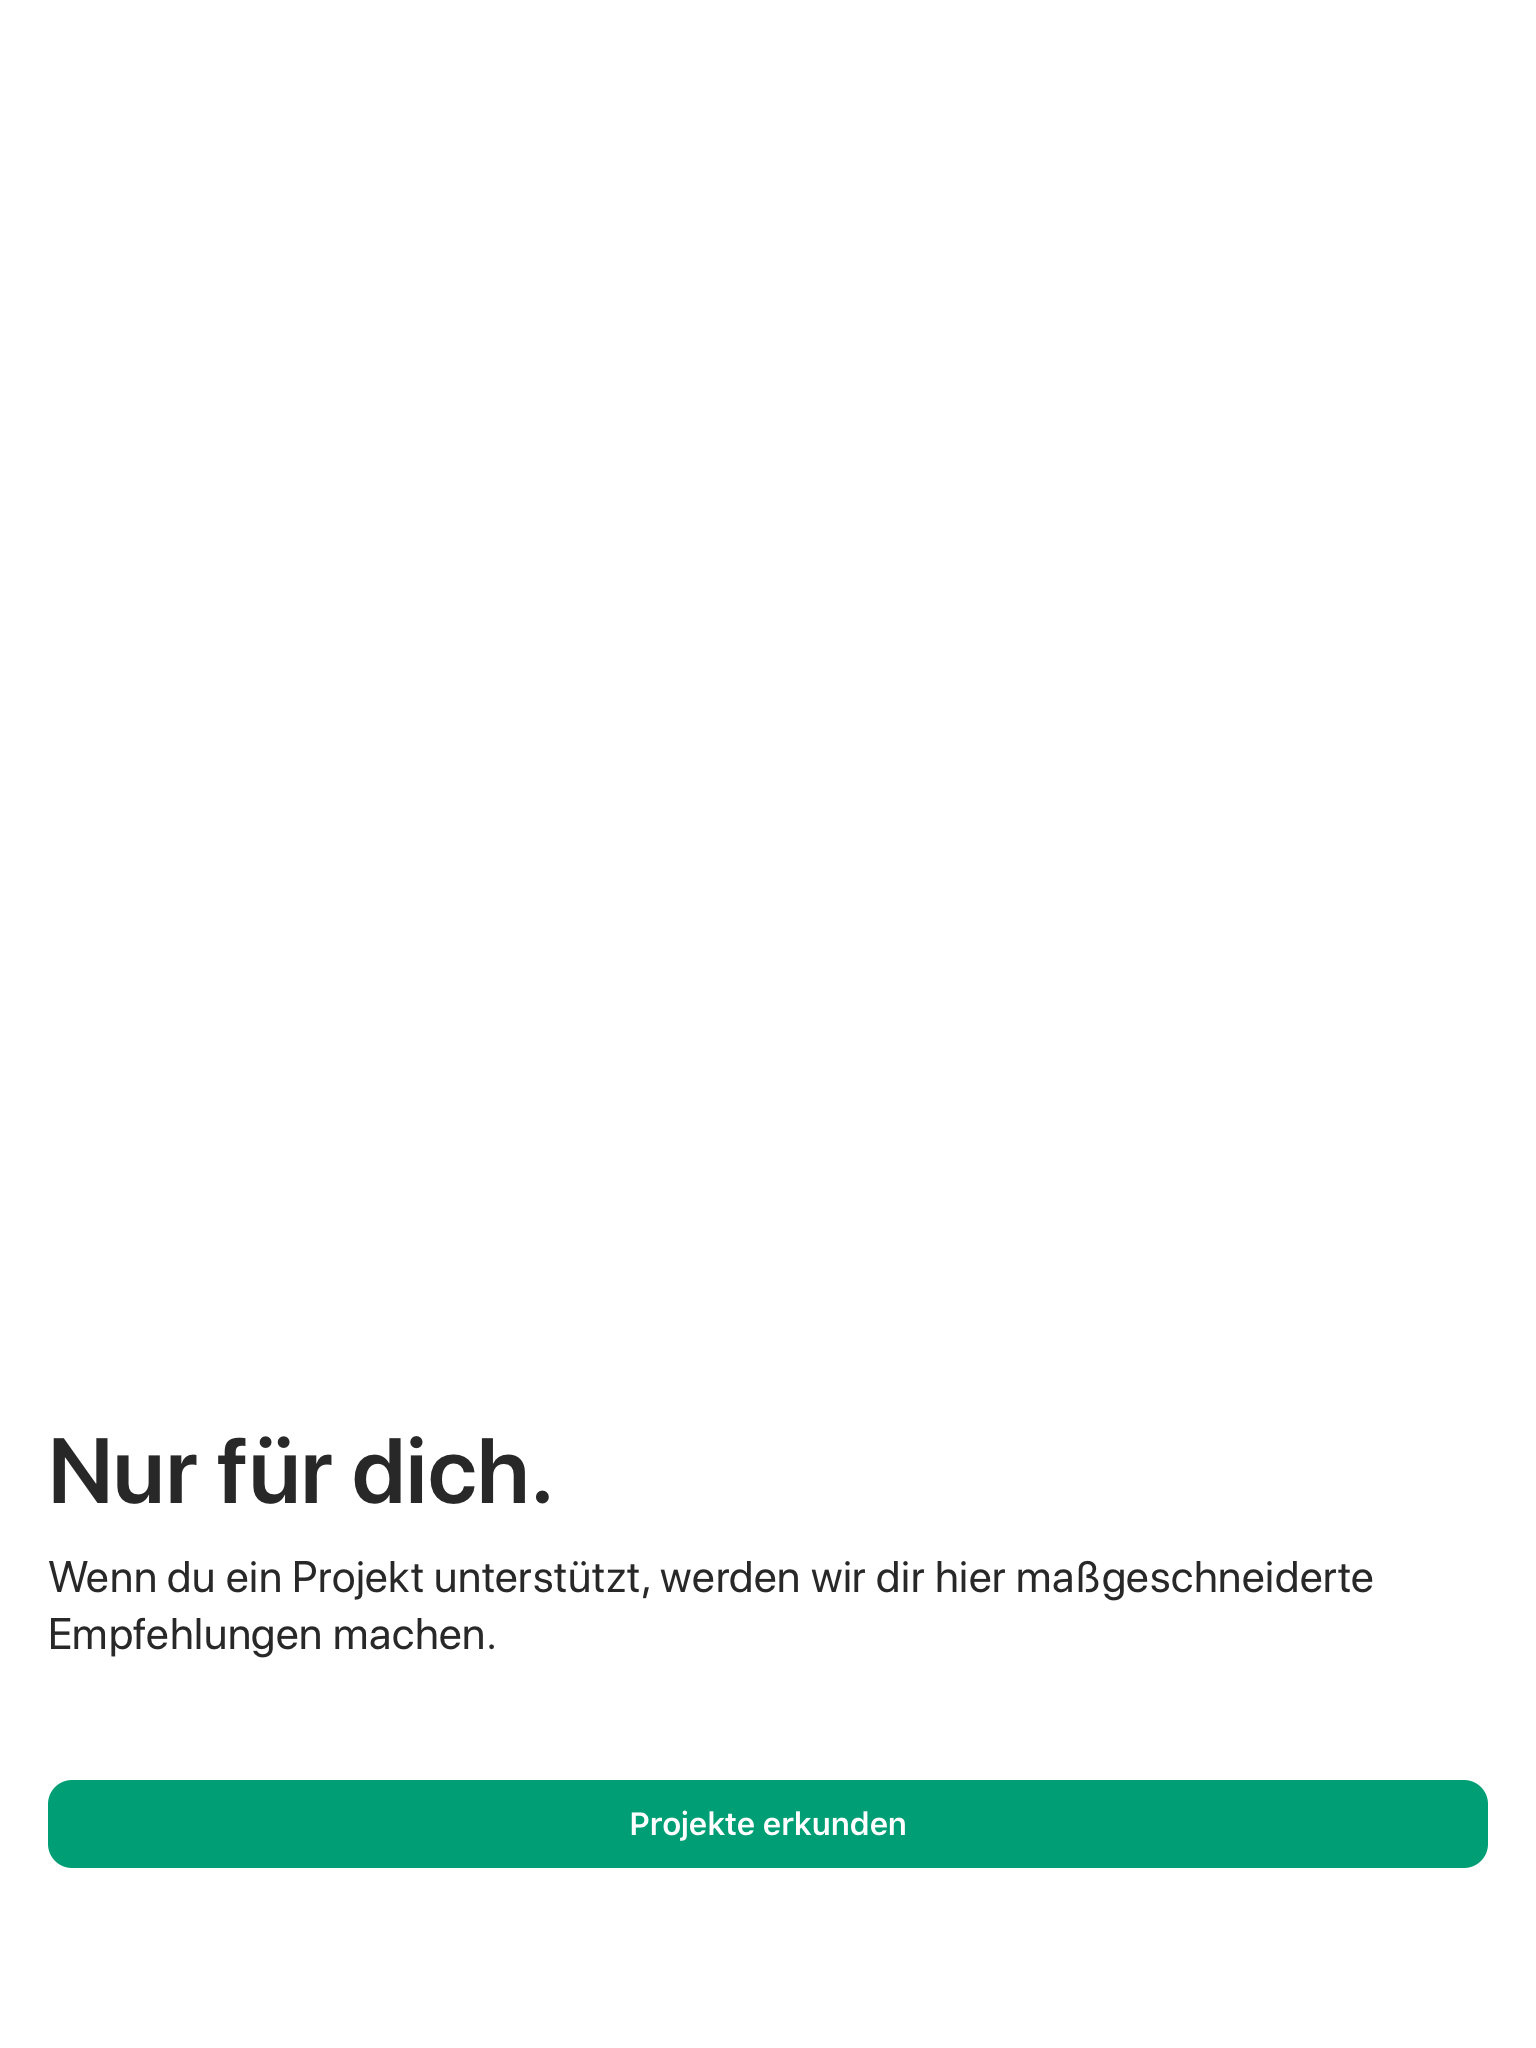 Nur für dich.
Wenn du ein Projekt unterstützt, werden wir dir hier maßgeschneiderte
Empfehlungen machen.
Projekte erkunden